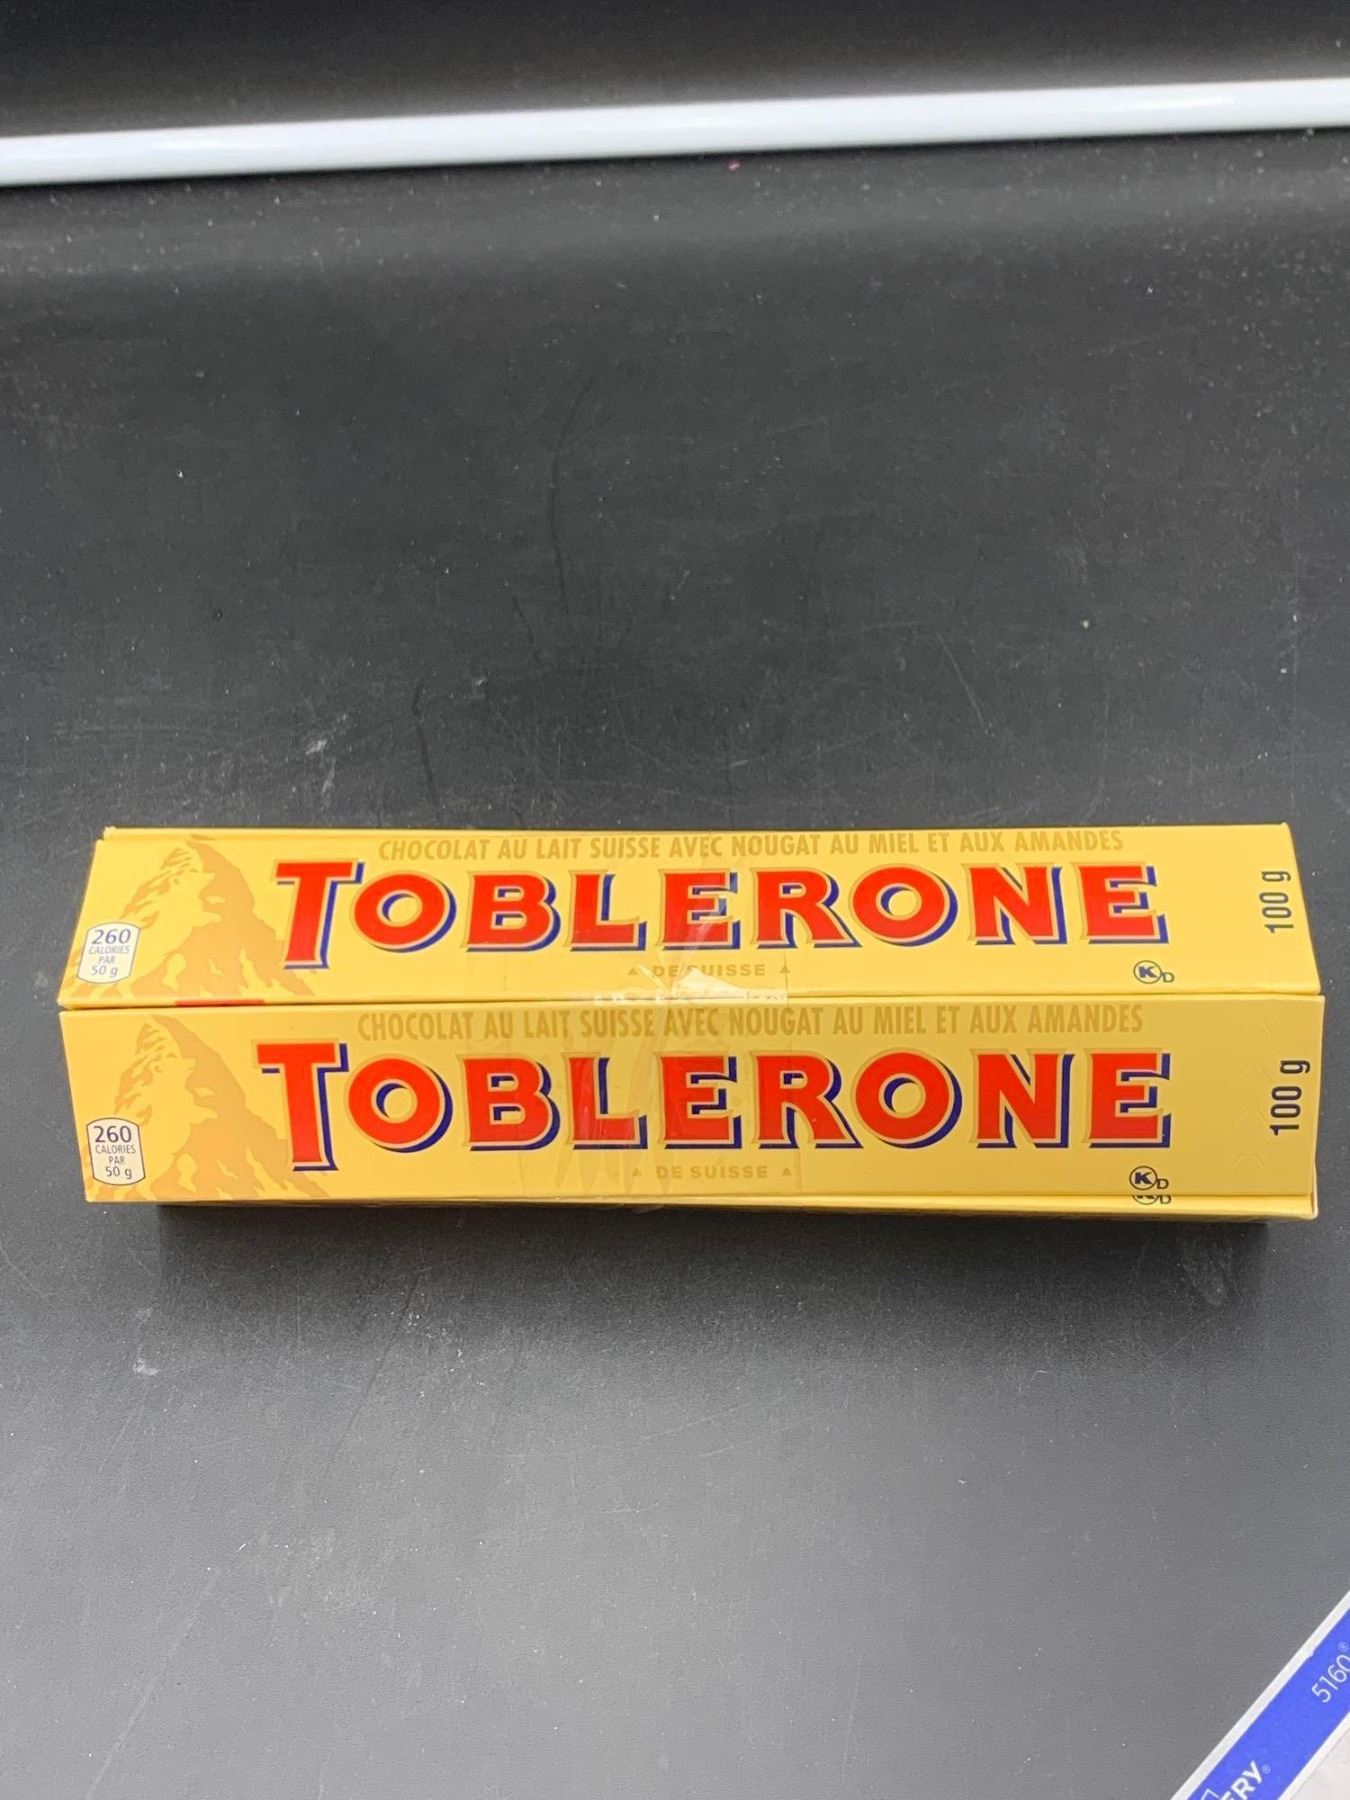 CHOCOLAT AU LAIT SUISSE AVEC NOUGAT AU MIEL ET AUX AMANDES
TOBLERONE
DE SUISSE
260
CALORIES
PAR
50 g
K D
100 g
CHOCOLAT AU LAIT SUISSE AVEC NOUGAT AU MIEL ET AUX AMANDES
TOBLERONE
DE SUISSE
260
CALORIES
PAR
50 g
K D
100 g
5160®
ERY®